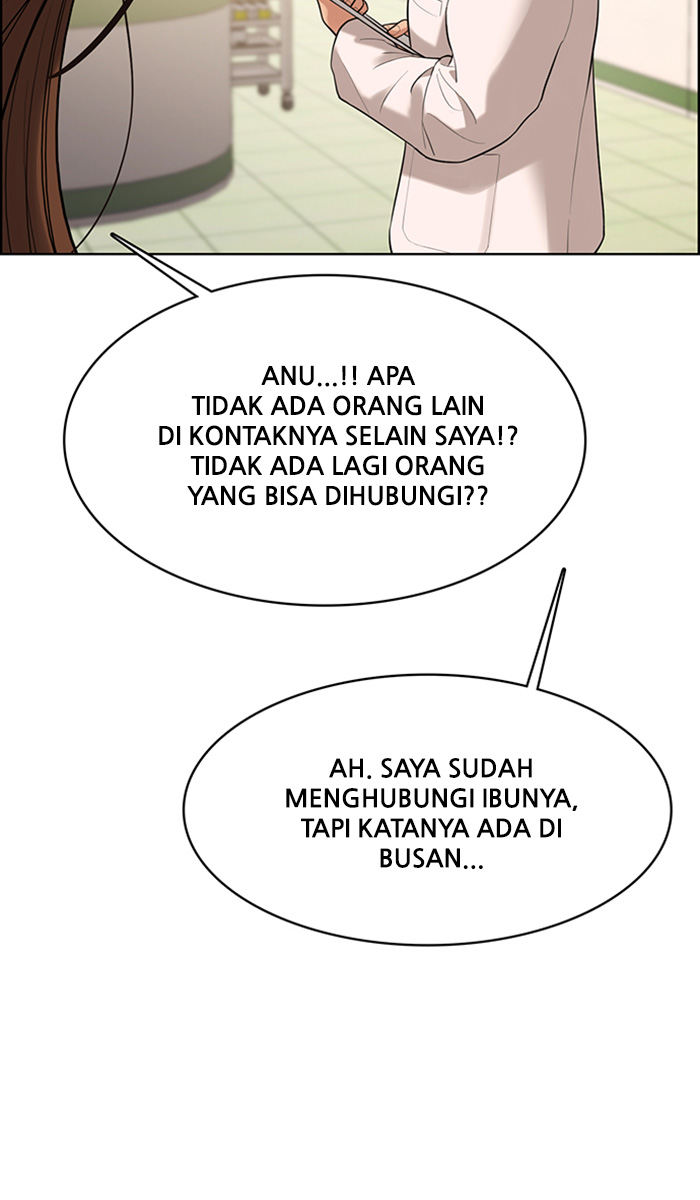 ANU...!! APA
TIDAK ADA ORANG LAIN
DI KONTAKNYA SELAIN SAYA!?
TIDAK ADA LAGI ORANG
YANG BISA DIHUBUNGI??
AH. SAYA SUDAH
MENGHUBUNGI IBUNYA,
TAPI KATANYA ADA DI
BUSAN...